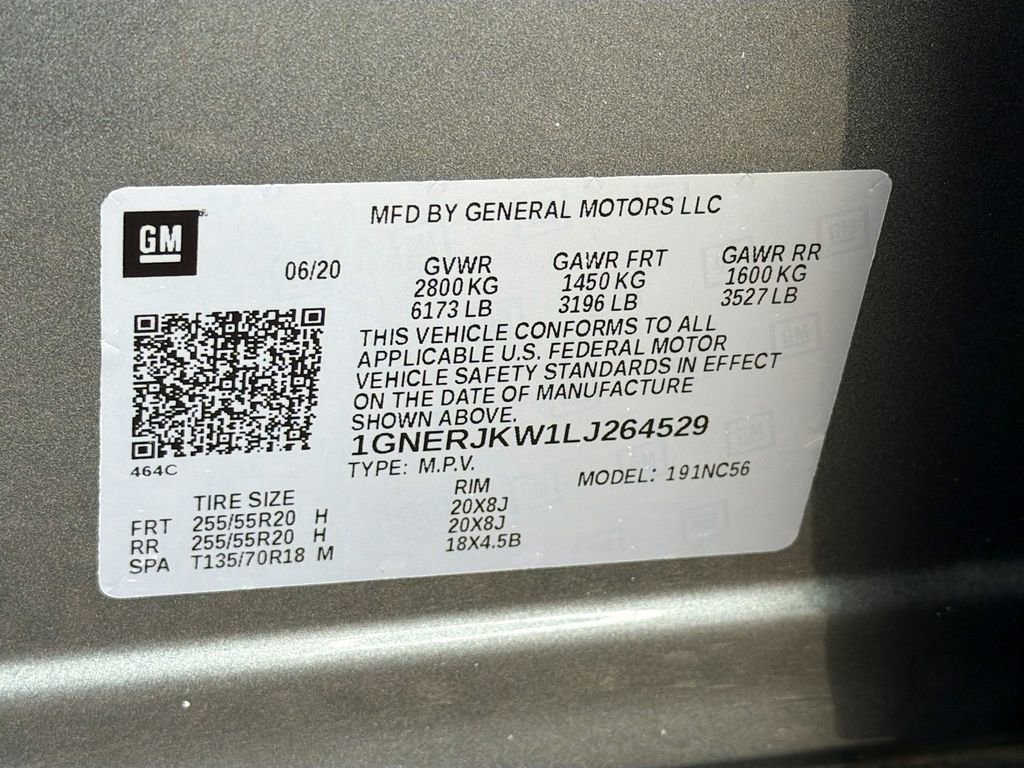 MFD BY GENERAL MOTORS LLC
GM
06/20
GVWR GAWR FRT GAWR RR
2800 KG 1450 KG 1600 KG
6173 LB 3196 LB 3527 LB
THIS VEHICLE CONFORMS TO ALL
APPLICABLE U.S. FEDERAL MOTOR
VEHICLE SAFETY STANDARDS IN EFFECT
ON THE DATE OF MANUFACTURE
SHOWN ABOVE.
1GNERJKW1LJ264529
464C
TYPE: M.P.V. MODEL: 191NC56
TIRE SIZE RIM
FRT 255/55R20 H 20X8J
RR 255/55R20 H 20X8J
SPA T135/70R18 M 18X4.5B